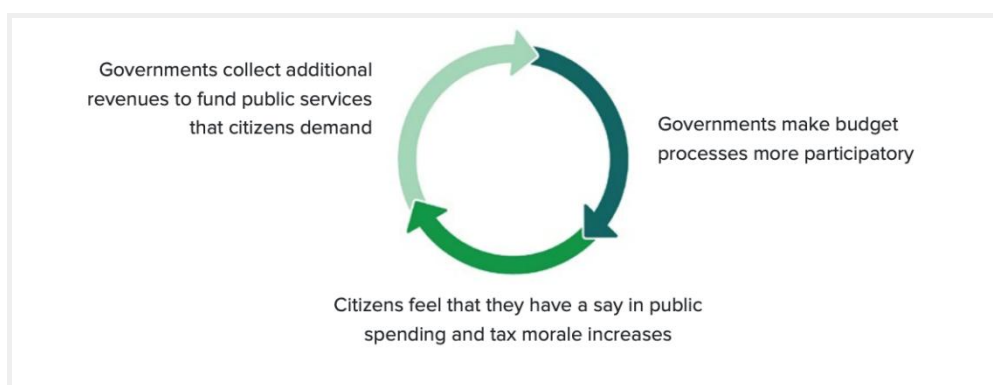 Governments collect additional
revenues to fund public services
that citizens demand
Governments make budget
processes more participatory
Citizens feel that they have a say in public
spending and tax morale increases